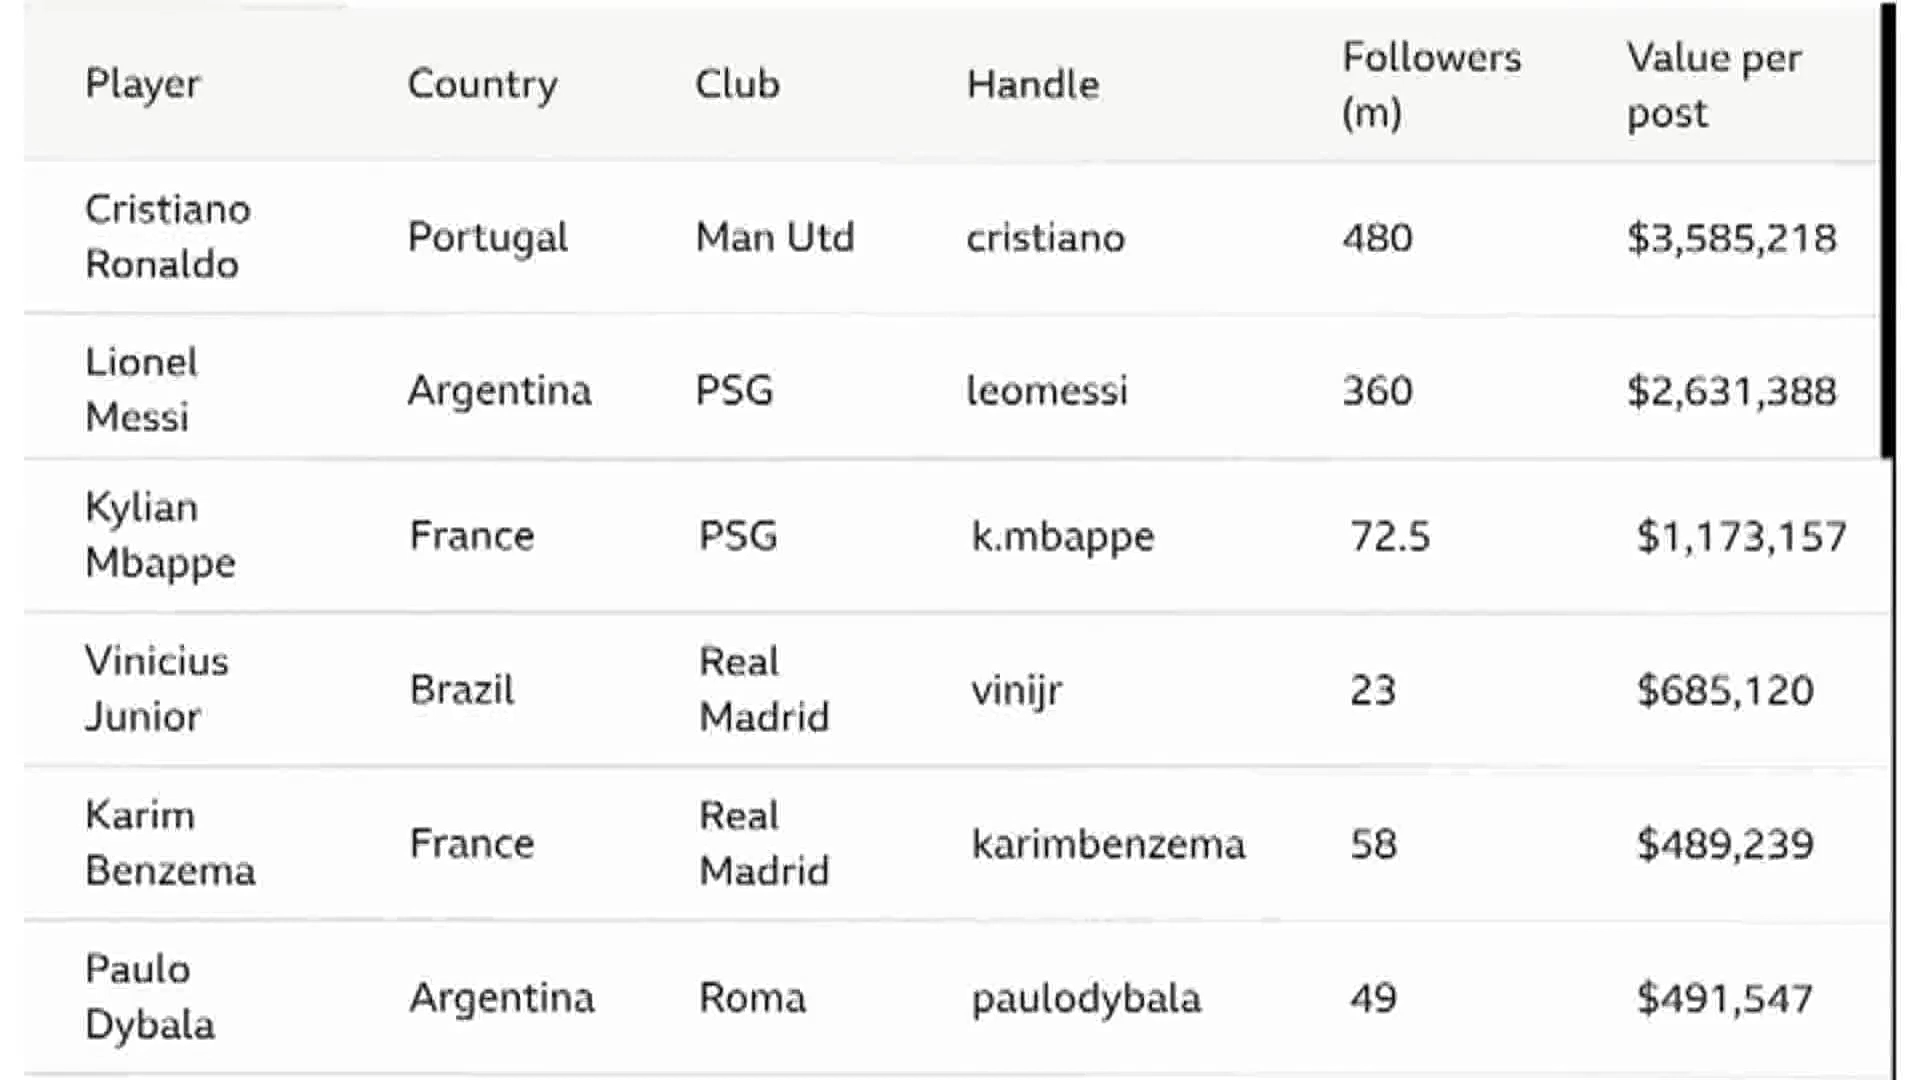 Player Country Club Handle Followers (m) Value per post
Cristiano Ronaldo Portugal Man Utd cristiano 480 $3,585,218
Lionel Messi Argentina PSG leomessi 360 $2,631,388
Kylian Mbappe France PSG k.mbappe 72.5 $1,173,157
Vinicius Junior Brazil Real Madrid vinijr 23 $685,120
Karim Benzema France Real Madrid karimbenzema 58 $489,239
Paulo Dybala Argentina Roma paulodybala 49 $491,547